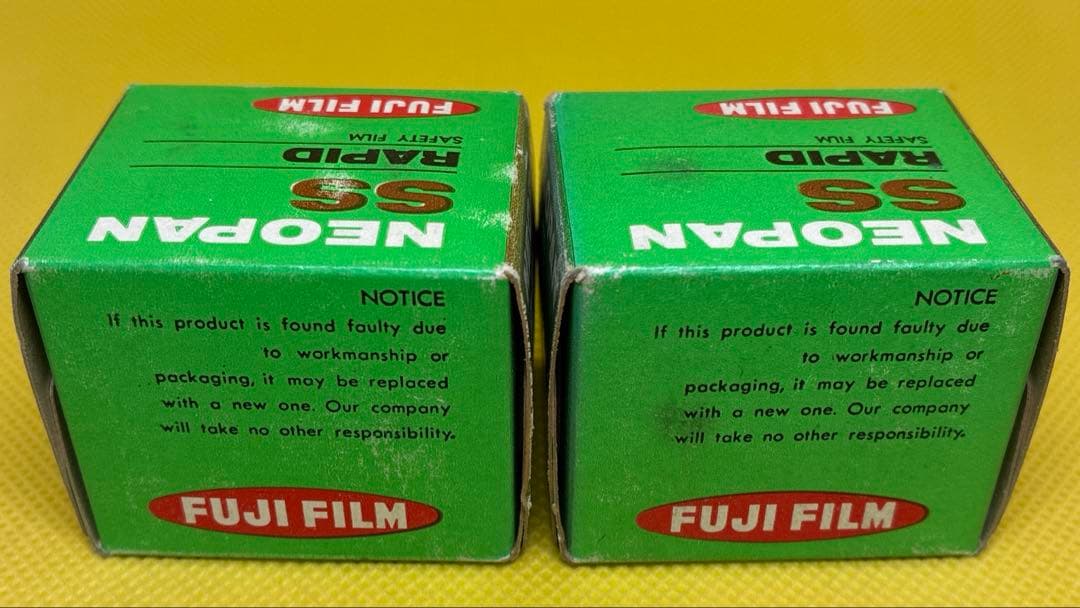 FUJI FILM
SAFETY FILM
RAPID
SS
NEOPAN
NOTICE
If this product is found faulty due
to workmanship or
packaging, it may be replaced
with a new one. Our company
will take no other responsibility.
FUJI FILM
FUJI FILM
SAFETY FILM
RAPID
SS
NEOPAN
NOTICE
If this product is found faulty due
to workmanship or
packaging, it may be replaced
with a new one. Our company
will take no other responsibility.
FUJI FILM